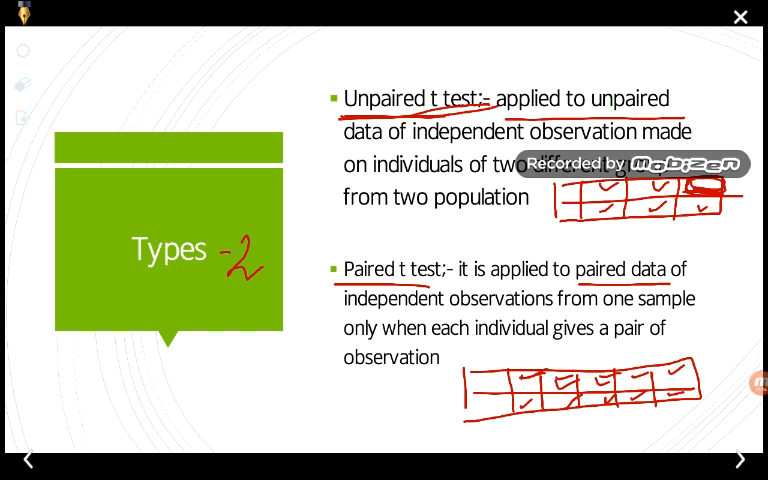 Unpaired t test;- applied to unpaired
data of independent observation made
on individuals of two different
Recorded by mobizen
from two population
Types -2
Paired t test;- it is applied to paired data of
independent observations from one sample
only when each individual gives a pair of
observation